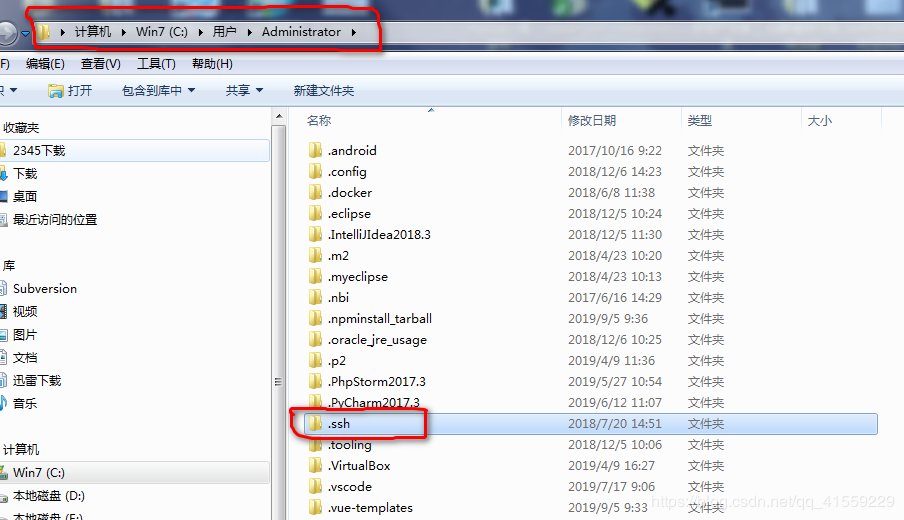 计算机 Win7 (C:) 用户 Administrator
F) 编辑(E) 查看(V) 工具(T) 帮助(H)
打开 包含到库中 共享 新建文件夹
名称 修改日期 类型 大小
收藏夹
2345下载
下载
桌面
最近访问的位置
库
Subversion
视频
图片
文档
迅雷下载
音乐
计算机
Win7 (C:)
本地磁盘 (D:)
本地磁盘 (E:)
.android 2017/10/16 9:22 文件夹
.config 2018/12/6 14:23 文件夹
.docker 2018/6/8 11:38 文件夹
.eclipse 2018/12/5 10:24 文件夹
.IntelliJIdea2018.3 2018/12/5 11:30 文件夹
.m2 2018/4/23 10:20 文件夹
.myeclipse 2018/4/23 10:13 文件夹
.nbi 2017/6/16 14:29 文件夹
.npminstall_tarball 2019/9/5 9:36 文件夹
.oracle_jre_usage 2018/12/6 10:25 文件夹
.p2 2019/4/9 11:36 文件夹
.PhpStorm2017.3 2019/5/27 10:54 文件夹
.PyCharm2017.3 2019/6/12 11:07 文件夹
.ssh 2018/7/20 14:51 文件夹
.tooling 2018/12/5 10:06 文件夹
.VirtualBox 2019/4/9 16:27 文件夹
.vscode 2019/7/17 9:06 文件夹
.vue-templates 2019/9/5 9:33 文件夹
https://blog.csdn.net/qq_41559229